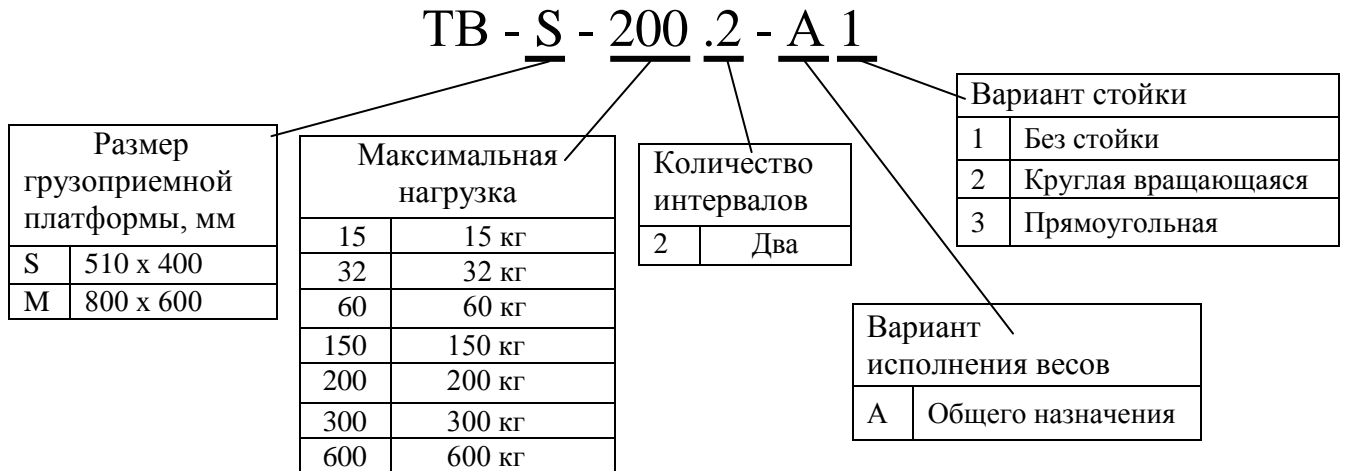 ТВ - S - 200 .2 - А 1
Размер
грузоприемной
платформы, мм
S 510 х 400
M 800 х 600
Максимальная
нагрузка
15 15 кг
32 32 кг
60 60 кг
150 150 кг
200 200 кг
300 300 кг
600 600 кг
Количество
интервалов
2 Два
Вариант стойки
1 Без стойки
2 Круглая вращающаяся
3 Прямоугольная
Вариант
исполнения весов
А Общего назначения